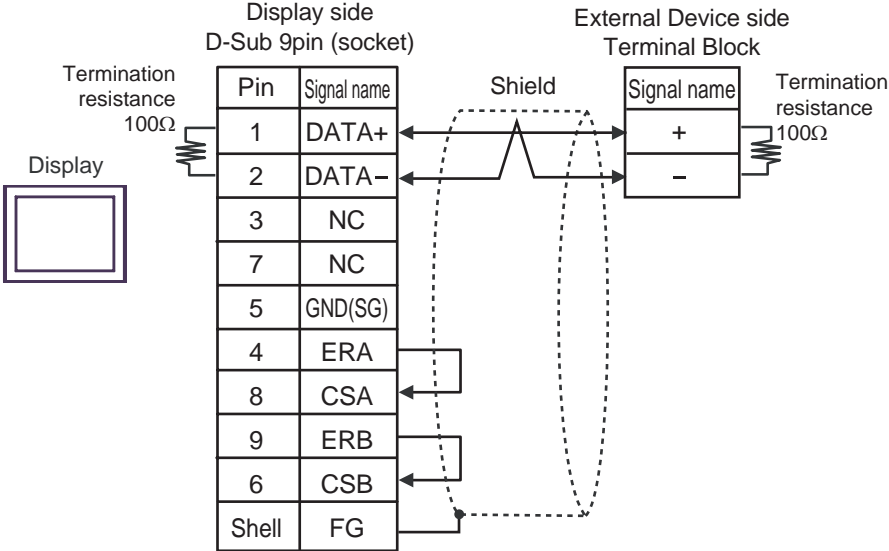 Display side
D-Sub 9pin (socket)
External Device side
Terminal Block
Termination
resistance
100Ω
Pin Signal name
Shield
Signal name
Termination
resistance
100Ω
1 DATA+
+
Display
2 DATA−
−
3 NC
7 NC
5 GND(SG)
4 ERA
8 CSA
9 ERB
6 CSB
Shell FG